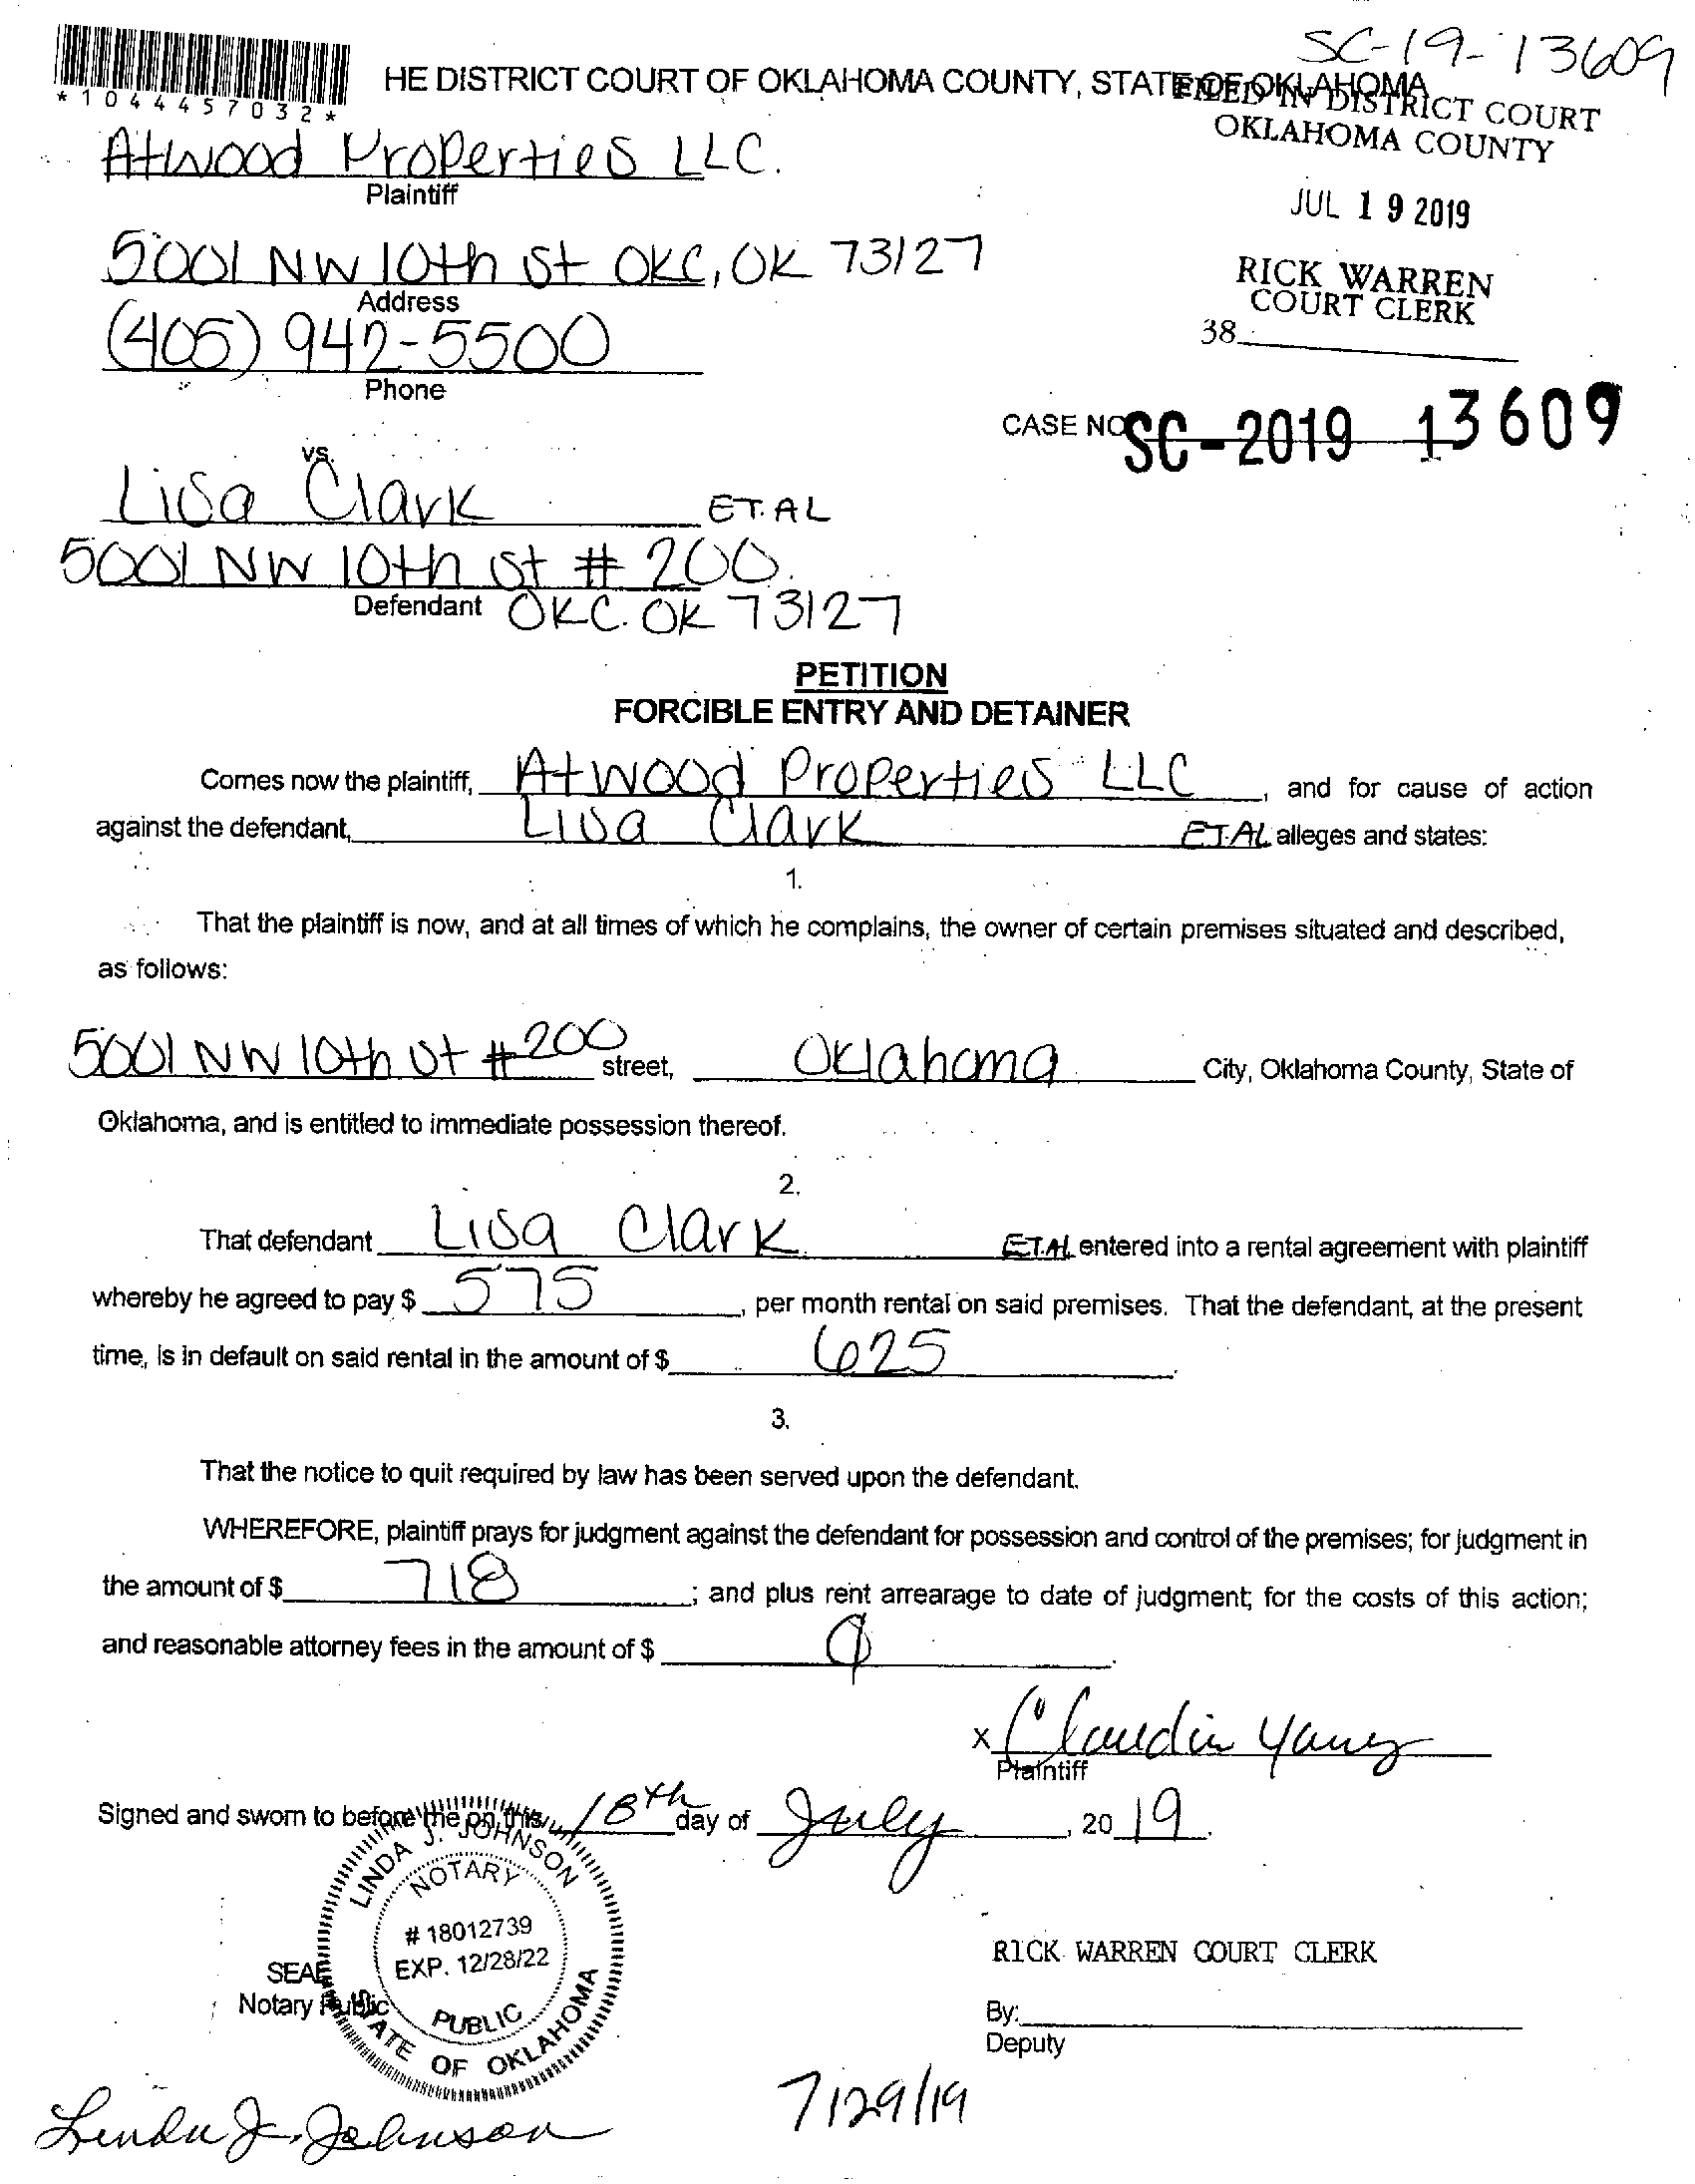 SC-19-13609
HE DISTRICT COURT OF OKLAHOMA COUNTY, STATE OF OKLAHOMA
*1044457032*
FILED IN DISTRICT COURT
OKLAHOMA COUNTY
Atwood Properties LLC.
Plaintiff
JUL 19 2019
5001 NW 10th St OKC, OK 73127
Address
RICK WARREN
COURT CLERK
38
(405) 942-5500
Phone
CASE NO SC-2019 13609
vs.
Lisa Clark ET.AL
5001 NW 10th St # 200.
Defendant OKC. OK 73127
PETITION
FORCIBLE ENTRY AND DETAINER
Comes now the plaintiff, Atwood Properties LLC, and for cause of action
against the defendant, Lisa Clark ET.AL alleges and states:
1.
That the plaintiff is now, and at all times of which he complains, the owner of certain premises situated and described,
as follows:
5001 NW 10th St #200 street, Oklahoma City, Oklahoma County, State of
Oklahoma, and is entitled to immediate possession thereof.
2.
That defendant Lisa Clark ET.AL entered into a rental agreement with plaintiff
whereby he agreed to pay $ 575, per month rental on said premises. That the defendant, at the present
time, is in default on said rental in the amount of $ 625.
3.
That the notice to quit required by law has been served upon the defendant.
WHEREFORE, plaintiff prays for judgment against the defendant for possession and control of the premises; for judgment in
the amount of $ 718; and plus rent arrearage to date of judgment; for the costs of this action;
and reasonable attorney fees in the amount of $ 0.
x Claudia Yanez
Plaintiff
Signed and sworn to before me on this 18th day of July, 2019.
LINDA J. JOHNSON
NOTARY
# 18012739
EXP. 12/28/22
PUBLIC
STATE OF OKLAHOMA
SEAL
Notary Public
RICK WARREN COURT CLERK
By:
Deputy
7/29/19
Linda J. Johnson